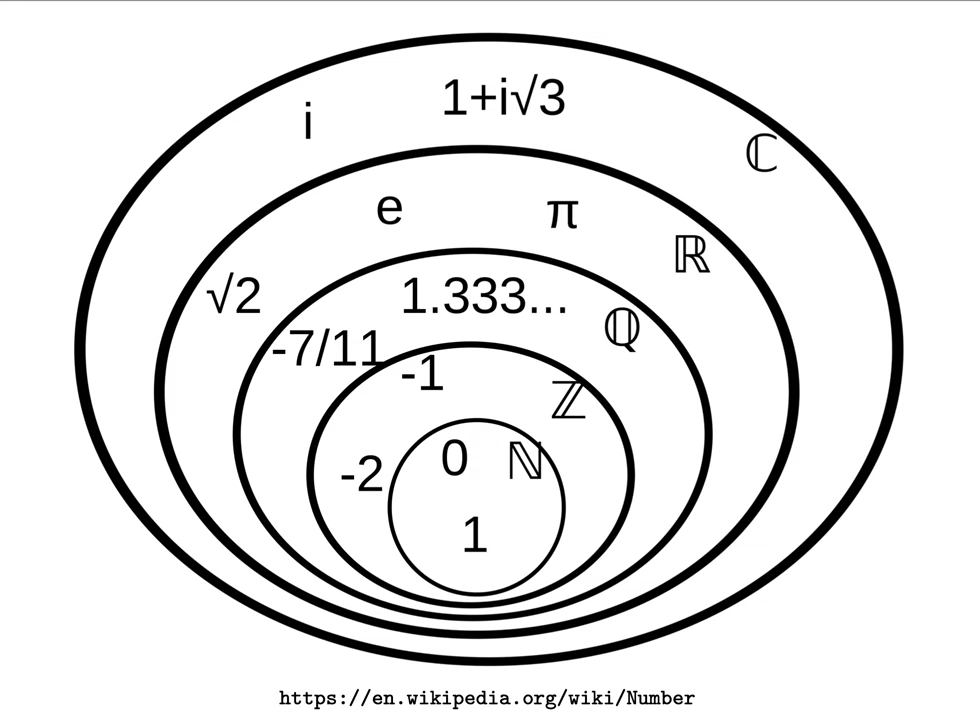 i 1+i√3
ℂ
e π
ℝ
√2 1.333...
ℚ
-7/11
-1
ℤ
-2 0 ℕ
1
https://en.wikipedia.org/wiki/Number